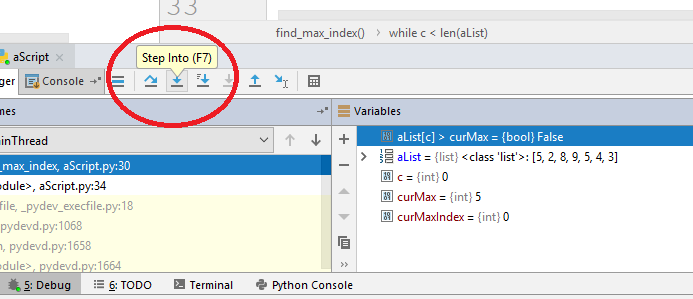 33
find_max_index() > while c < len(aList)
aScript ×
Step Into (F7)
ger Console
mes
Variables
ainThread
_max_index, aScript.py:30
odule>, aScript.py:34
file, _pydev_execfile.py:18
pydevd.py:1068
n, pydevd.py:1658
odule>, pydevd.py:1664
aList[c] > curMax = {bool} False
aList = {list} <class 'list'>: [5, 2, 8, 9, 5, 4, 3]
c = {int} 0
curMax = {int} 5
curMaxIndex = {int} 0
5: Debug 6: TODO Terminal Python Console